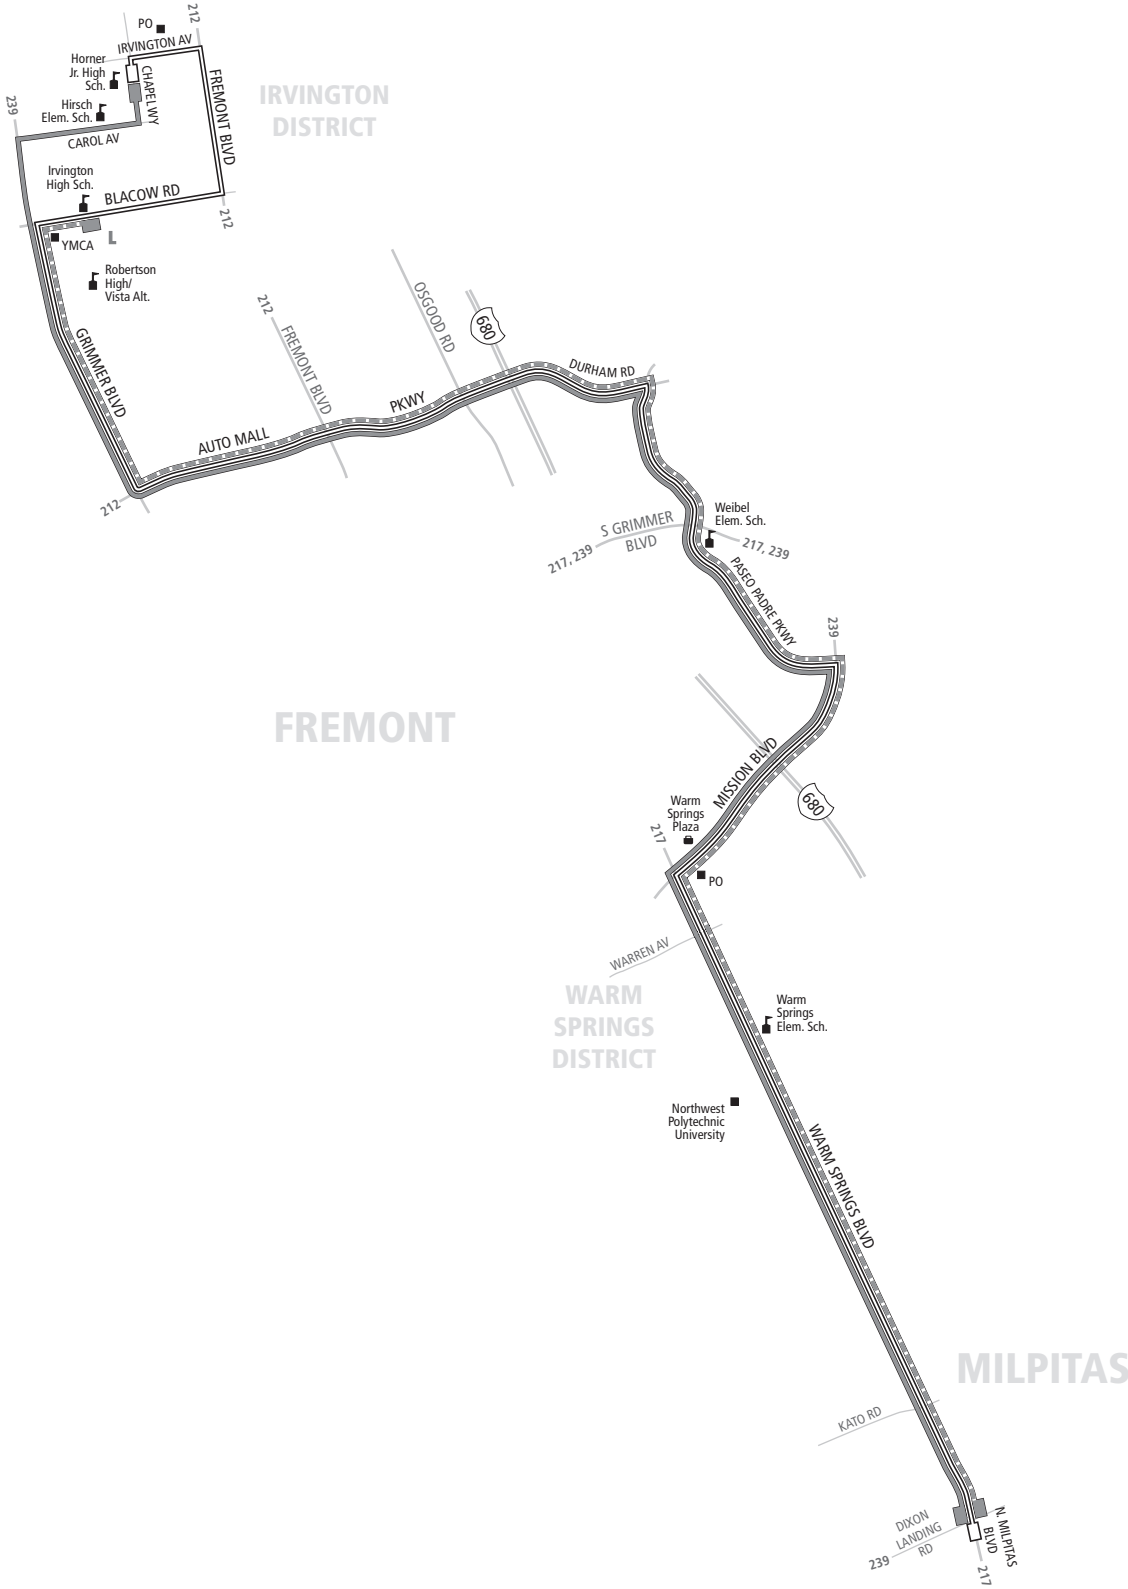 212
PO
IRVINGTON AV
Horner
Jr. High
Sch.
CHAPEL WY
FREMONT BLVD
IRVINGTON
DISTRICT
239
Hirsch
Elem. Sch.
CAROL AV
Irvington
High Sch.
BLACOW RD
212
YMCA
L
Robertson
High/
Vista Alt.
GRIMMER BLVD
212
FREMONT BLVD
OSGOOD RD
680
DURHAM RD
PKWY
AUTO MALL
212
Weibel
Elem. Sch.
S GRIMMER
BLVD
217, 239
217, 239
PASEO PADRE PKWY
239
FREMONT
MISSION BLVD
680
Warm
Springs
Plaza
217
PO
WARREN AV
WARM
SPRINGS
DISTRICT
Warm
Springs
Elem. Sch.
Northwest
Polytechnic
University
WARM SPRINGS BLVD
MILPITAS
KATO RD
DIXON
LANDING
RD
239
N. MILPITAS
BLVD
217